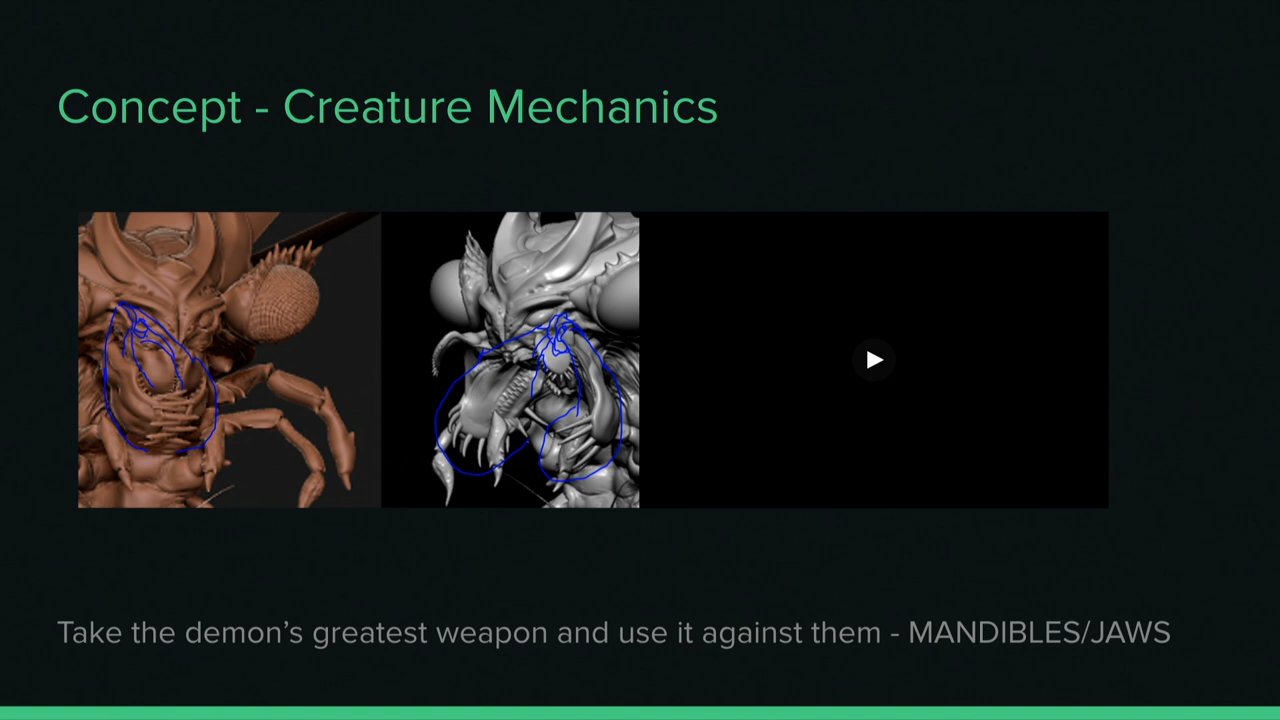 Concept - Creature Mechanics
Take the demon’s greatest weapon and use it against them - MANDIBLES/JAWS